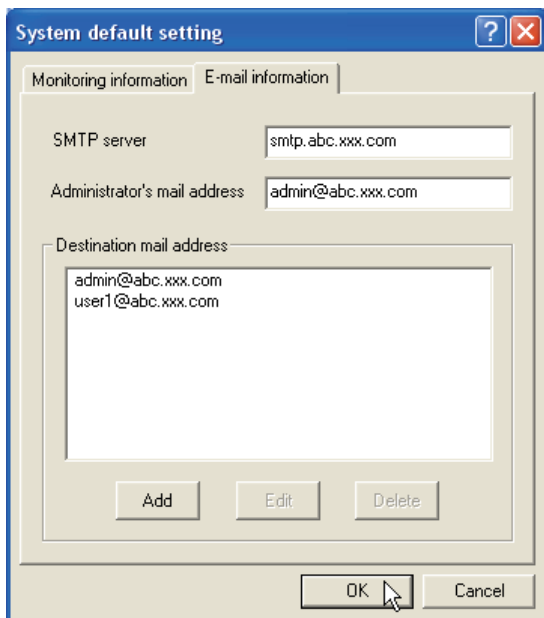 System default setting
Monitoring information E-mail information
SMTP server smtp.abc.xxx.com
Administrator's mail address admin@abc.xxx.com
Destination mail address
admin@abc.xxx.com
user1@abc.xxx.com
Add Edit Delete
OK Cancel